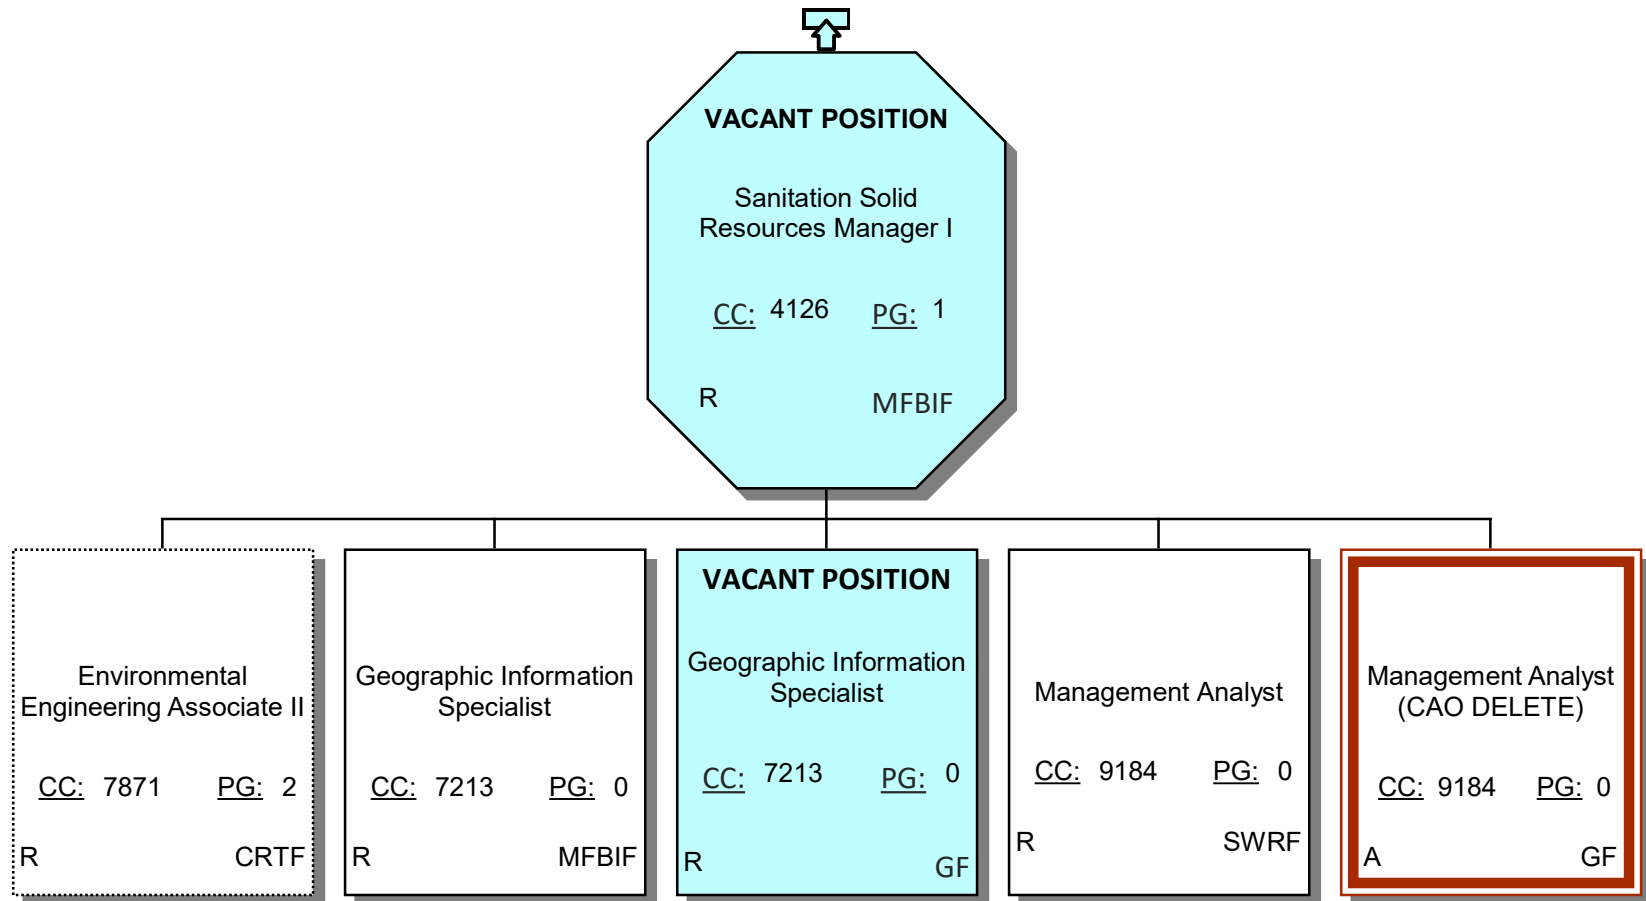 VACANT POSITION
Sanitation Solid
Resources Manager I
CC: 4126 PG: 1
R MFBIF
Environmental
Engineering Associate II
CC: 7871 PG: 2
R CRTF
Geographic Information
Specialist
CC: 7213 PG: 0
R MFBIF
VACANT POSITION
Geographic Information
Specialist
CC: 7213 PG: 0
R GF
Management Analyst
CC: 9184 PG: 0
R SWRF
Management Analyst
(CAO DELETE)
CC: 9184 PG: 0
A GF